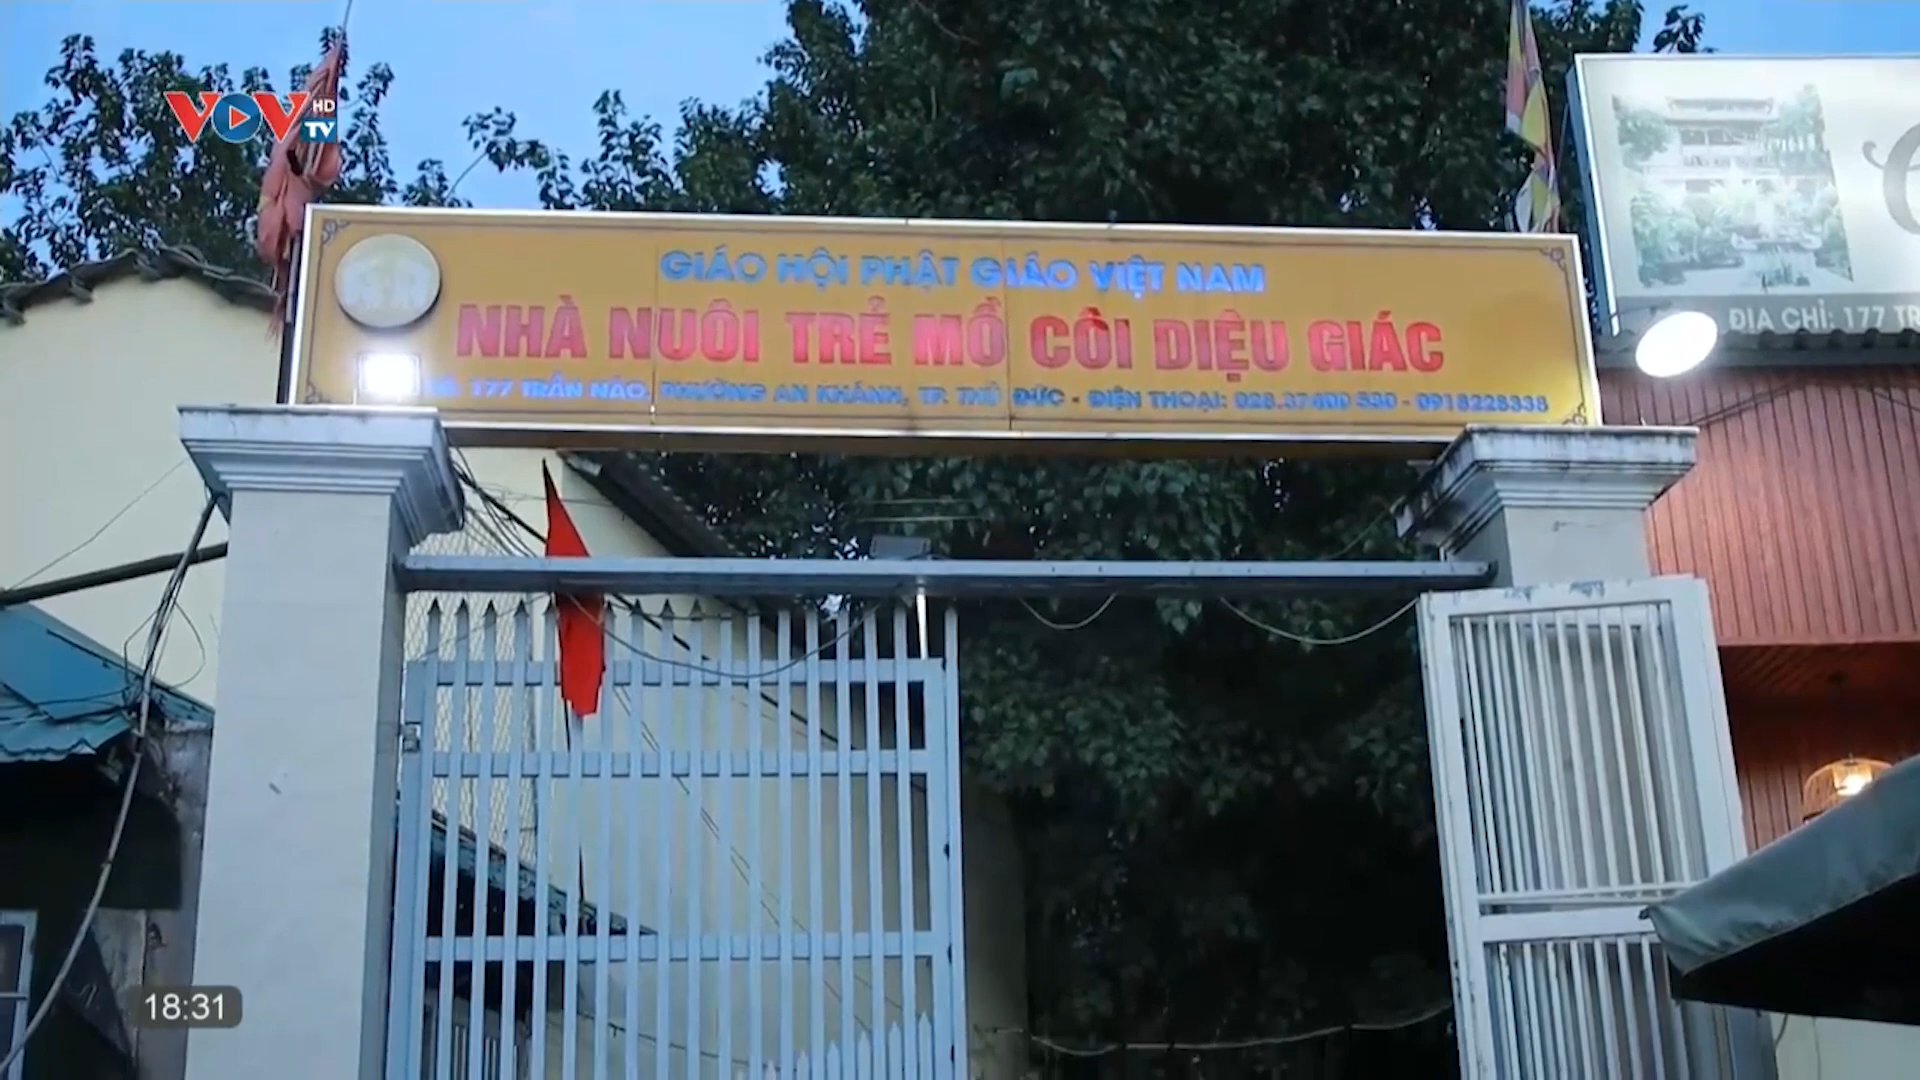 VOV HD
TV
GIÁO HỘI PHẬT GIÁO VIỆT NAM
NHÀ NUÔI TRẺ MỒ CÔI DIỆU GIÁC
177 TRẦN NÃO, PHƯỜNG AN KHÁNH, TP. THỦ ĐỨC - ĐIỆN THOẠI: 028.37400 530 - 0918228338
ĐỊA CHỈ: 177 TR
18:31